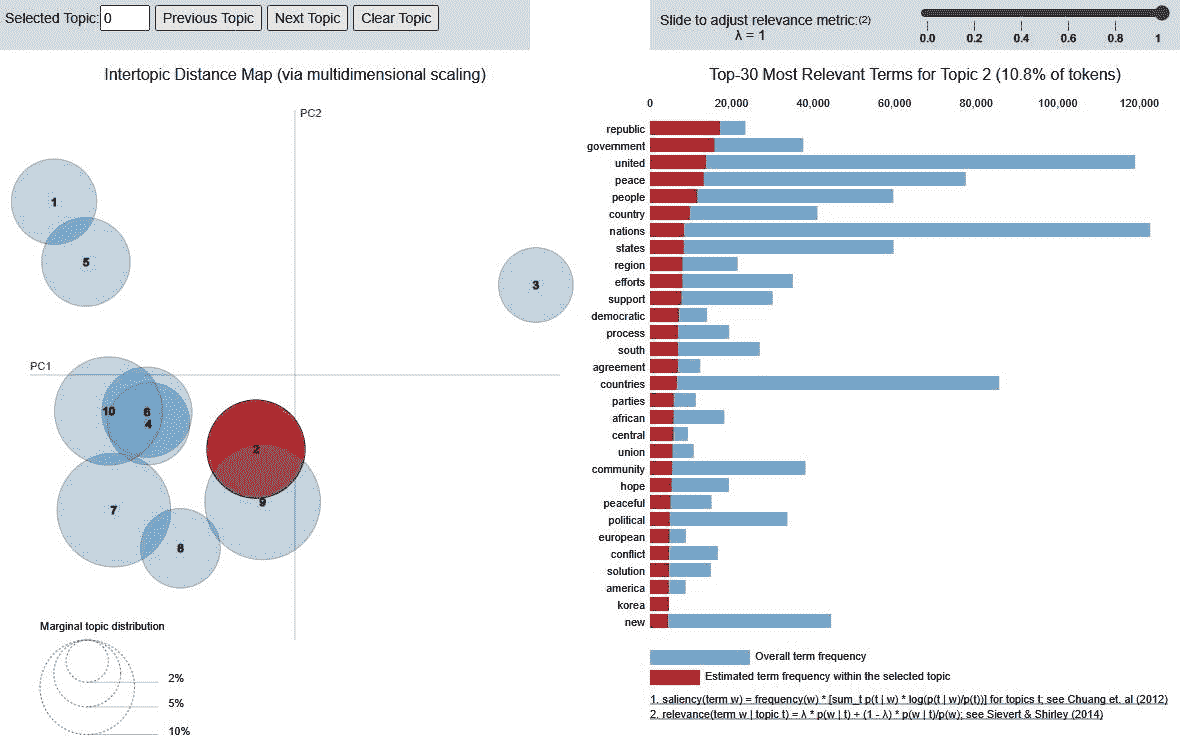 Selected Topic: 0 Previous Topic Next Topic Clear Topic
Slide to adjust relevance metric:(2)
λ = 1
0.0 0.2 0.4 0.6 0.8 1
Intertopic Distance Map (via multidimensional scaling)
PC2
PC1
1
5
3
10
6
4
2
9
7
8
Marginal topic distribution
2%
5%
10%
Top-30 Most Relevant Terms for Topic 2 (10.8% of tokens)
0 20,000 40,000 60,000 80,000 100,000 120,000
republic
government
united
peace
people
country
nations
states
region
efforts
support
democratic
process
south
agreement
countries
parties
african
central
union
community
hope
peaceful
political
european
conflict
solution
america
korea
new
Overall term frequency
Estimated term frequency within the selected topic
1. saliency(term w) = frequency(w) * [sum_t p(t | w) * log(p(t | w)/p(t))] for topics t; see Chuang et. al (2012)
2. relevance(term w | topic t) = λ * p(w | t) + (1 - λ) * p(w | t)/p(w); see Sievert & Shirley (2014)